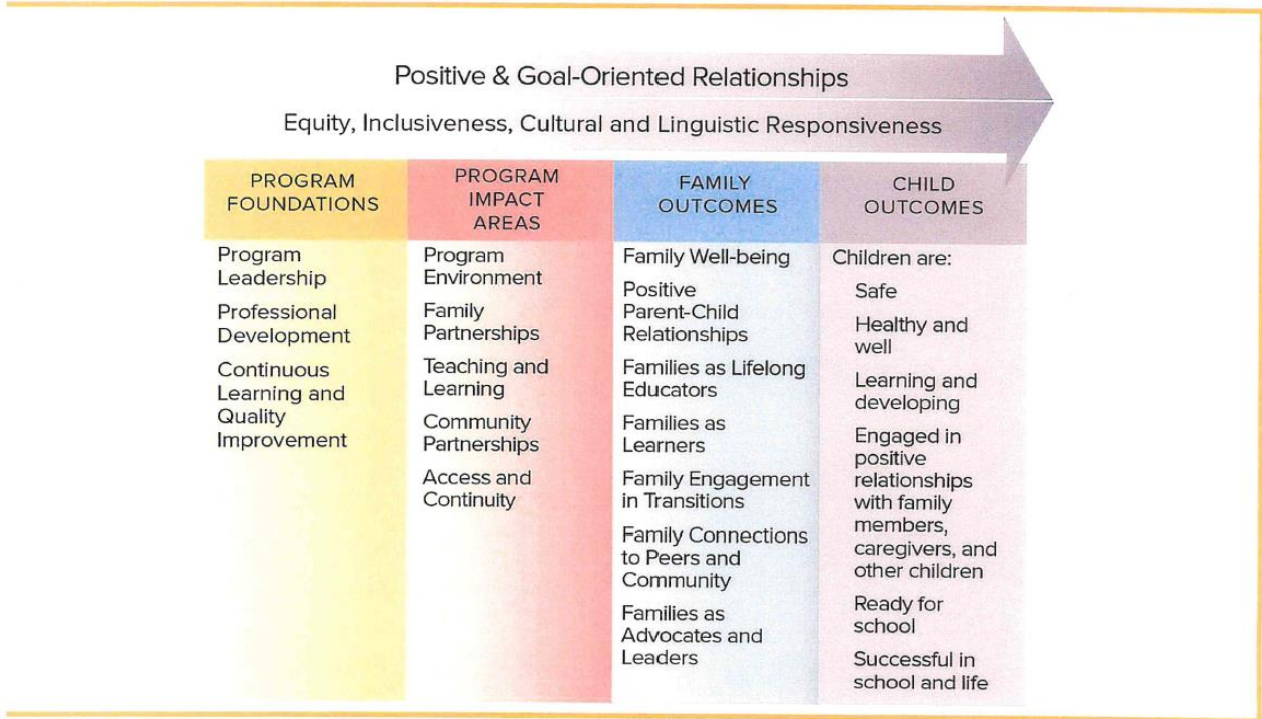 Positive & Goal-Oriented Relationships
Equity, Inclusiveness, Cultural and Linguistic Responsiveness
PROGRAM
FOUNDATIONS
Program
Leadership
Professional
Development
Continuous
Learning and
Quality
Improvement
PROGRAM
IMPACT
AREAS
Program
Environment
Family
Partnerships
Teaching and
Learning
Community
Partnerships
Access and
Continuity
FAMILY
OUTCOMES
Family Well-being
Positive
Parent-Child
Relationships
Families as Lifelong
Educators
Families as
Learners
Family Engagement
in Transitions
Family Connections
to Peers and
Community
Families as
Advocates and
Leaders
CHILD
OUTCOMES
Children are:
Safe
Healthy and
well
Learning and
developing
Engaged in
positive
relationships
with family
members,
caregivers, and
other children
Ready for
school
Successful in
school and life